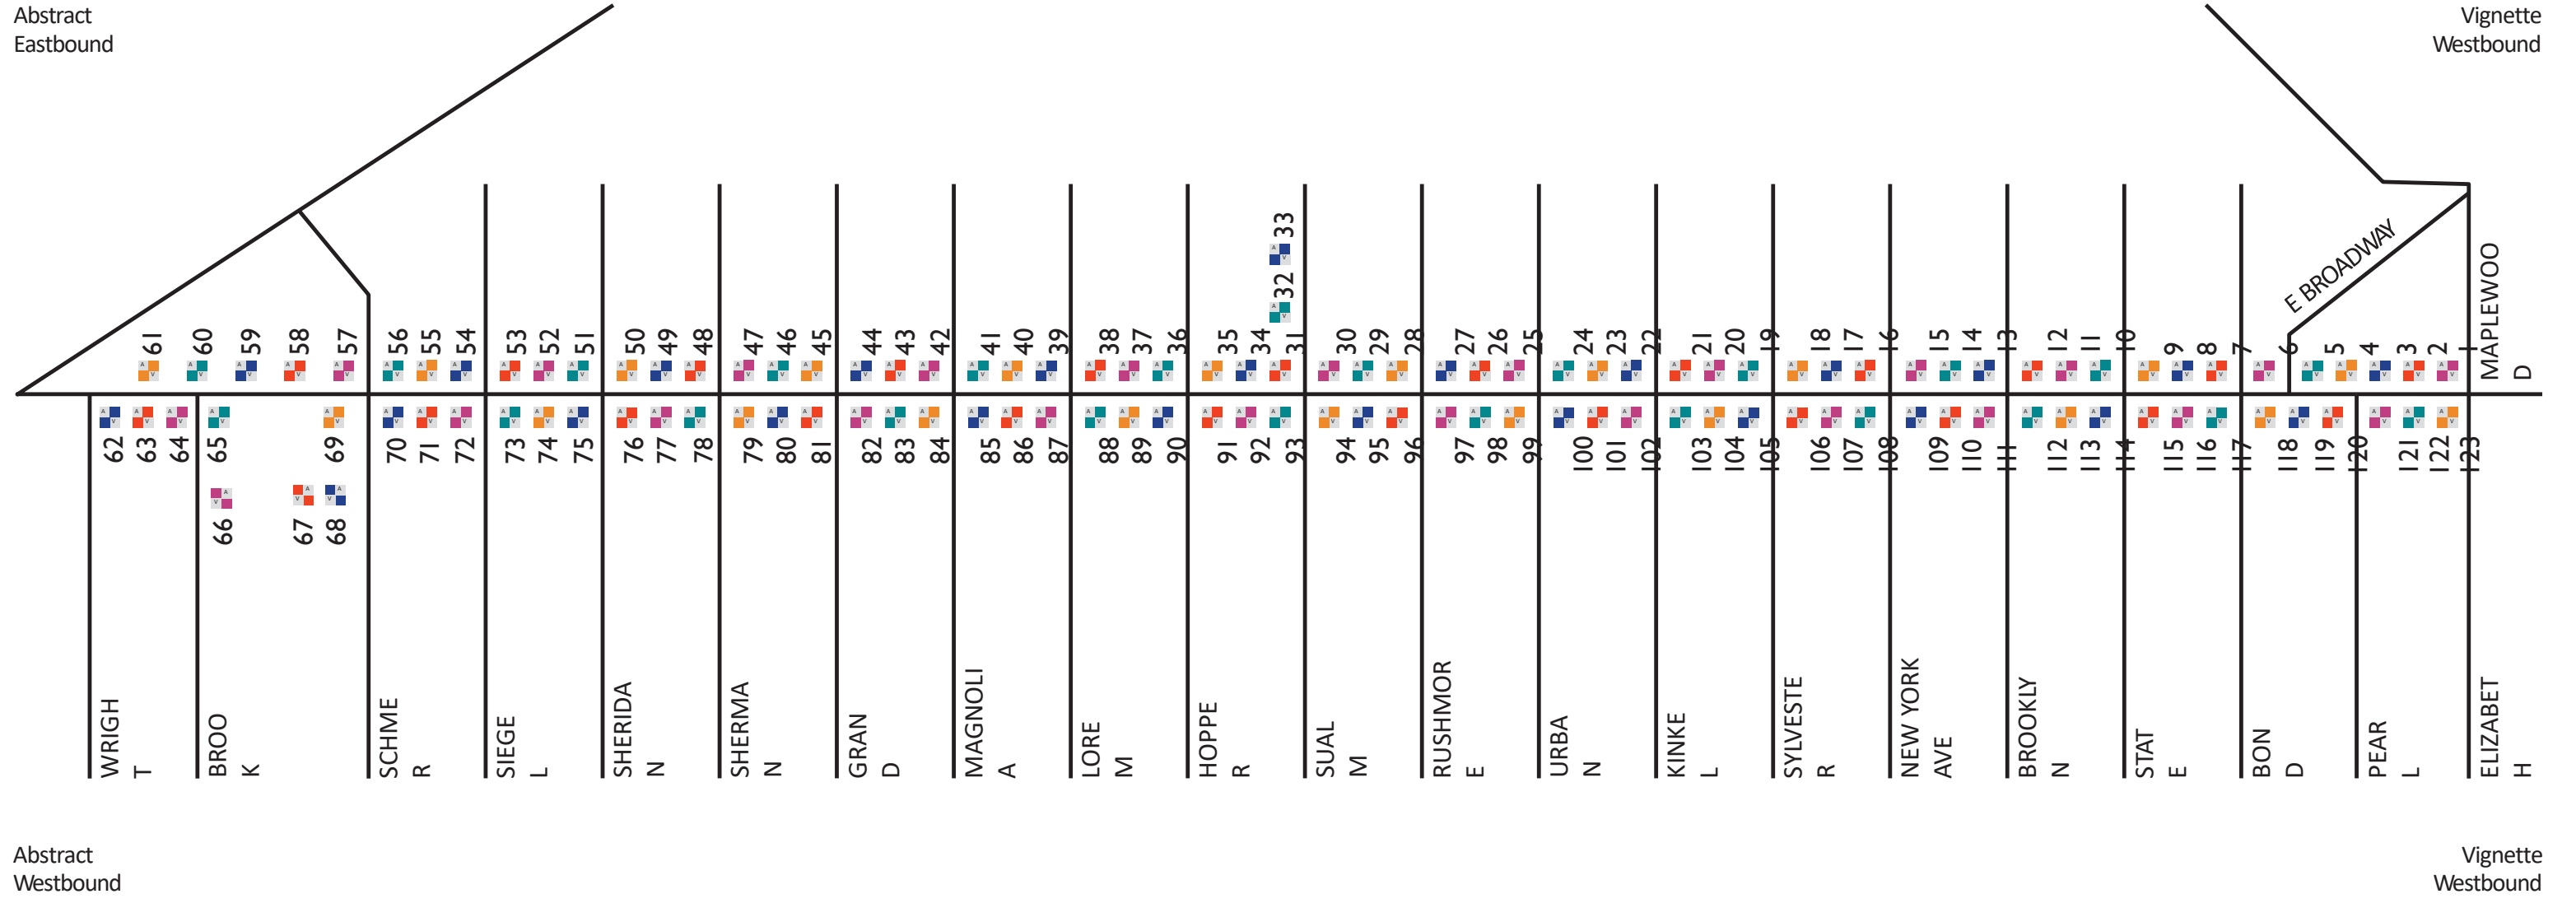 Abstract
Eastbound
Vignette
Westbound
33
32
E BROADWAY
MAPLEWOO
D
61 60 59 58 57 56 55 54 53 52 51 50 49 48 47 46 45 44 43 42 41 40 39 38 37 36 35 34 31 30 29 28 27 26 25 24 23 22 21 20 19 18 17 16 15 14 13 12 11 10 9 8 7 6 5 4 3 2 1
62 63 64 65 69 70 71 72 73 74 75 76 77 78 79 80 81 82 83 84 85 86 87 88 89 90 91 92 93 94 95 96 97 98 99 100 101 102 103 104 105 106 107 108 109 110 111 112 113 114 115 116 117 118 119 120 121 122 123
66 67 68
WRIGH
T
BROO
K
SCHME
R
SIEGE
L
SHERIDA
N
SHERMA
N
GRAN
D
MAGNOLI
A
LORE
M
HOPPE
R
SUAL
M
RUSHMOR
E
URBA
N
KINKE
L
SYLVESTE
R
NEW YORK
AVE
BROOKLY
N
STAT
E
BON
D
PEAR
L
ELIZABET
H
Abstract
Westbound
Vignette
Westbound